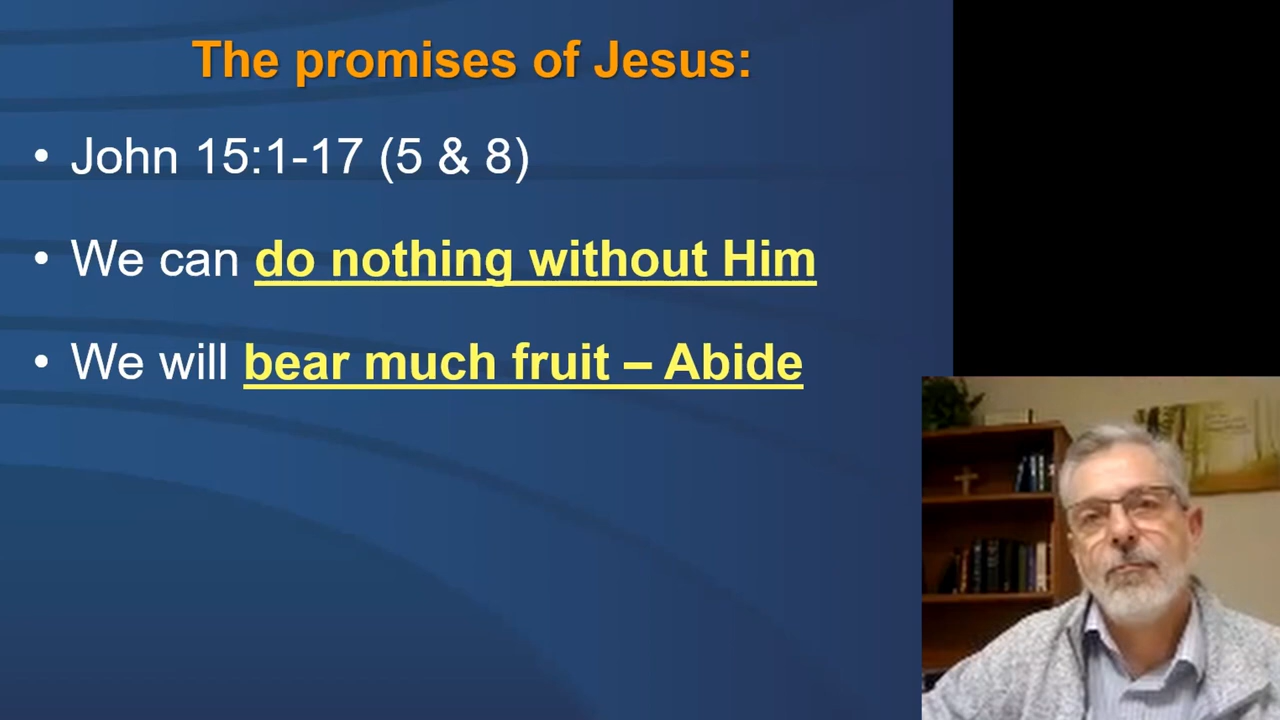 The promises of Jesus:
• John 15:1-17 (5 & 8)
• We can do nothing without Him
• We will bear much fruit – Abide